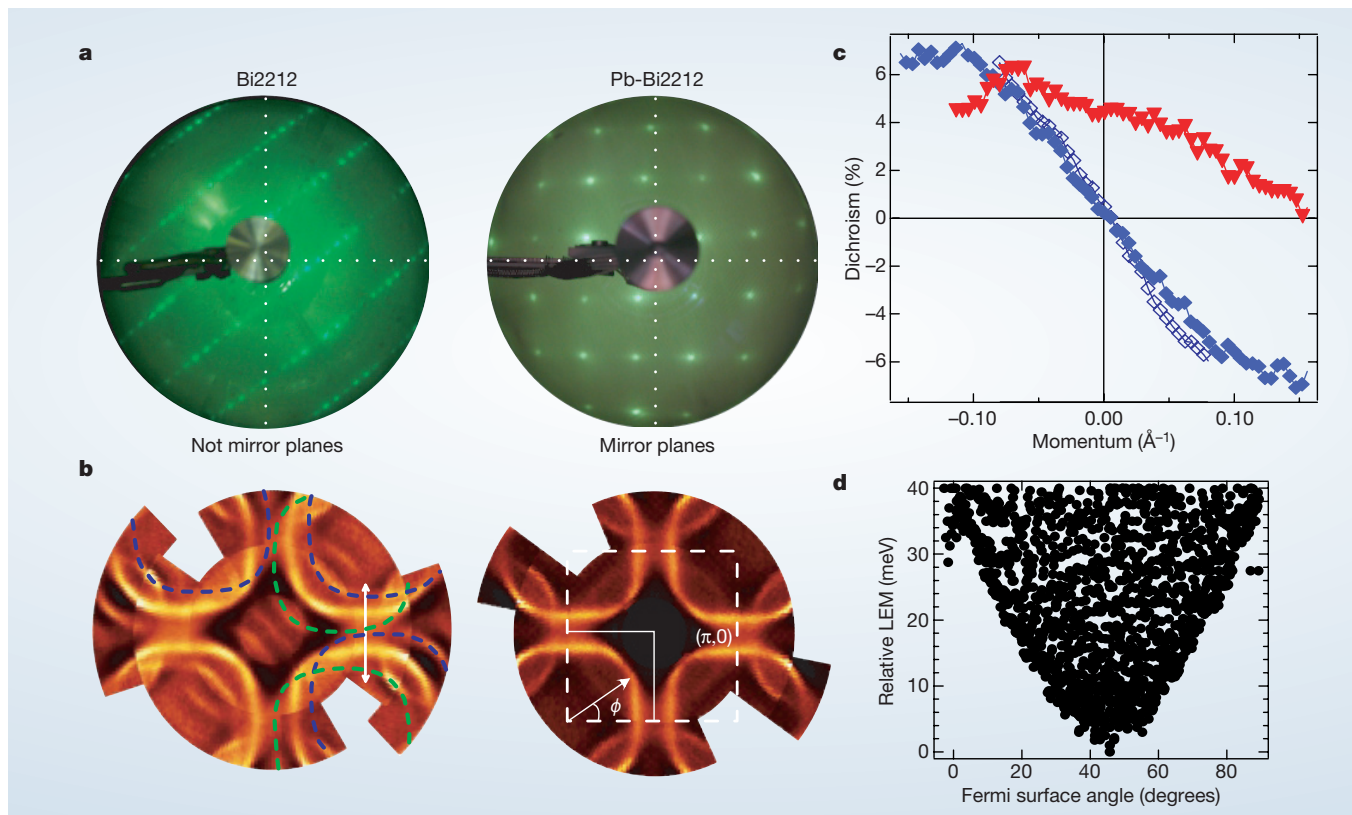 a
Bi2212
Pb-Bi2212
Not mirror planes
Mirror planes
b
(π,0)
ϕ
c
Dichroism (%)
6
4
2
0
−2
−4
−6
−0.10
0.00
0.10
Momentum (Å⁻¹)
d
Relative LEM (meV)
40
30
20
10
0
0
20
40
60
80
Fermi surface angle (degrees)